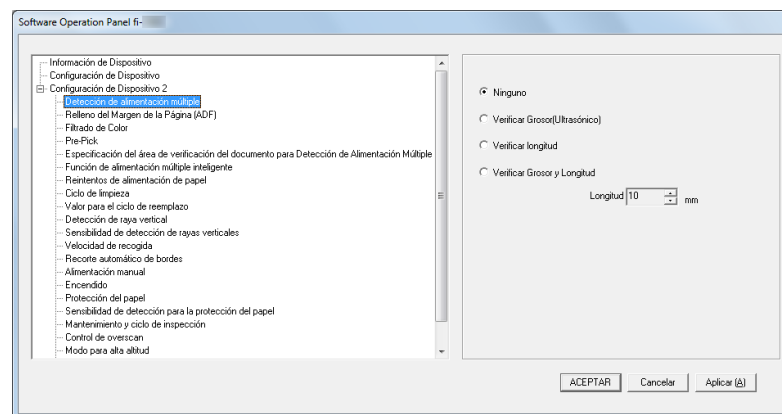 Software Operation Panel fi-
Información de Dispositivo
Configuración de Dispositivo
Configuración de Dispositivo 2
Detección de alimentación múltiple
Relleno del Margen de la Página (ADF)
Filtrado de Color
Pre-Pick
Especificación del área de verificación del documento para Detección de Alimentación Múltiple
Función de alimentación múltiple inteligente
Reintentos de alimentación de papel
Ciclo de limpieza
Valor para el ciclo de reemplazo
Detección de raya vertical
Sensibilidad de detección de rayas verticales
Velocidad de recogida
Recorte automático de bordes
Alimentación manual
Encendido
Protección del papel
Sensibilidad de detección para la protección del papel
Mantenimiento y ciclo de inspección
Control de overscan
Modo para alta altitud
Ninguno
Verificar Grosor(Ultrasónico)
Verificar longitud
Verificar Grosor y Longitud
Longitud 10 mm
ACEPTAR Cancelar Aplicar (A)